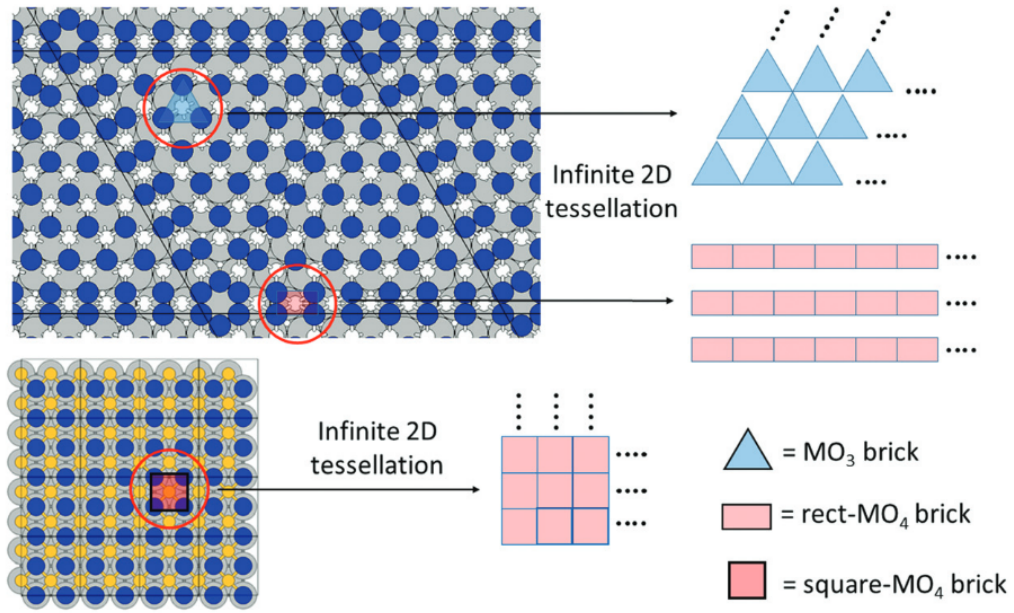 Infinite 2D
tessellation
Infinite 2D
tessellation
= MO₃ brick
= rect-MO₄ brick
= square-MO₄ brick